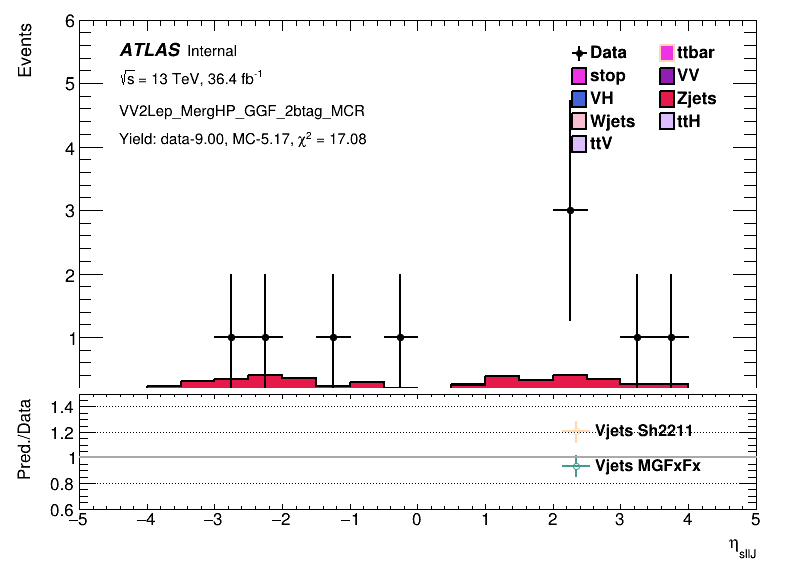 Events
6
5
4
3
2
1
ATLAS Internal
√s = 13 TeV, 36.4 fb⁻¹
VV2Lep_MergHP_GGF_2btag_MCR
Yield: data-9.00, MC-5.17, χ² = 17.08
Data
ttbar
stop
VV
VH
Zjets
Wjets
ttH
ttV
Pred./Data
1.4
1.2
1
0.8
0.6
Vjets Sh2211
Vjets MGFxFx
−5 −4 −3 −2 −1 0 1 2 3 4 5
η_sllJ